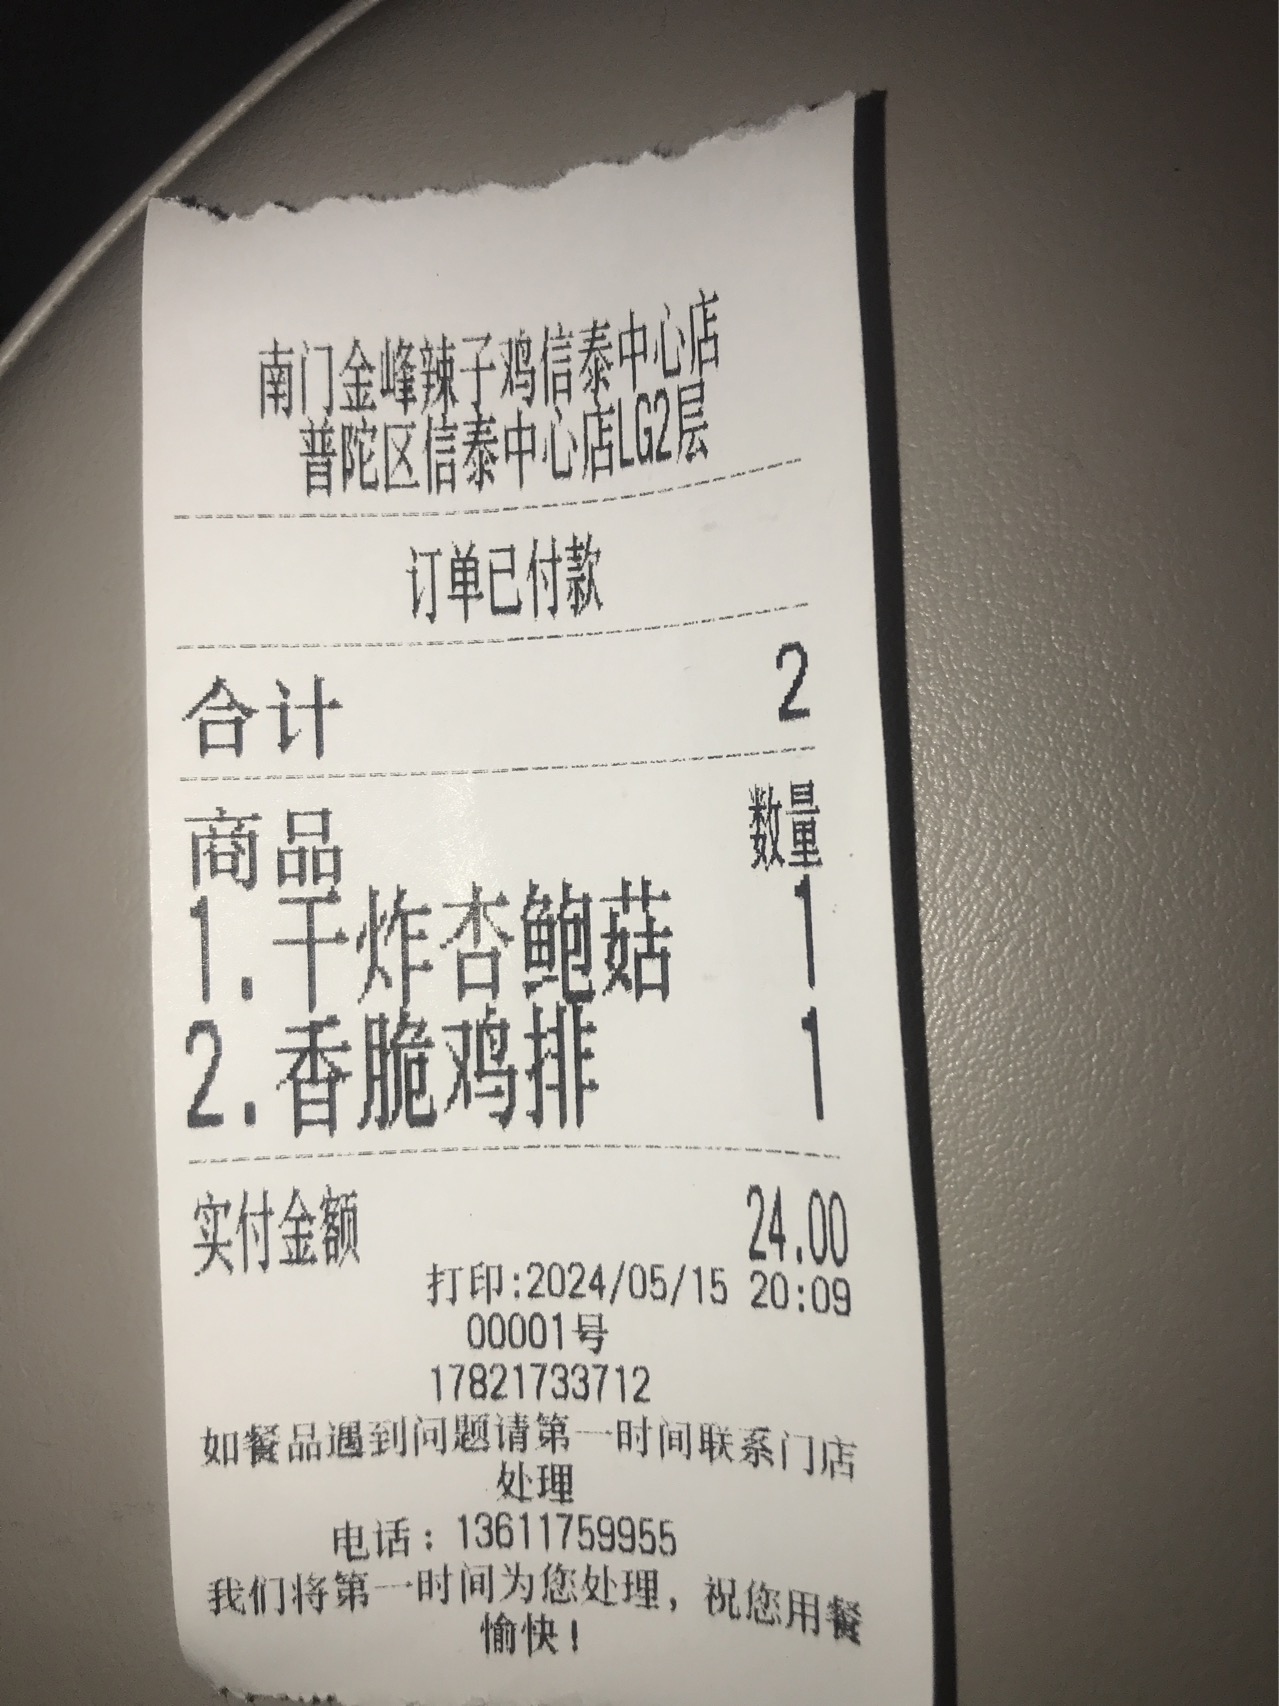 南门金峰辣子鸡信泰中心店
普陀区信泰中心店LG2层
订单已付款
合计 2
商品 数量
1.干炸杏鲍菇 1
2.香脆鸡排 1
实付金额 24.00
打印:2024/05/15 20:09
00001号
17821733712
如餐品遇到问题请第一时间联系门店
处理
电话：13611759955
我们将第一时间为您处理，祝您用餐
愉快！